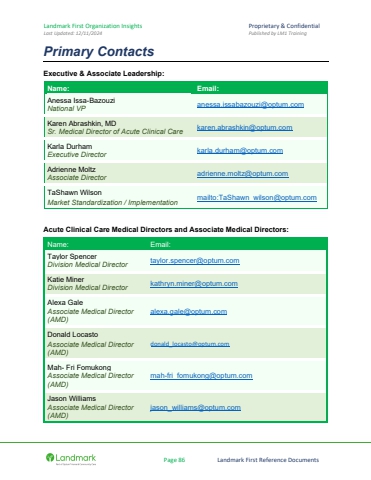 Landmark First Organization Insights
Proprietary & Confidential
Last Updated: 12/11/2024
Published by LMS Training
Primary Contacts
Executive & Associate Leadership:
Name: Email:
Anessa Issa-Bazouzi
National VP
anessa.issabazouzi@optum.com
Karen Abrashkin, MD
Sr. Medical Director of Acute Clinical Care
karen.abrashkin@optum.com
Karla Durham
Executive Director
karla.durham@optum.com
Adrienne Moltz
Associate Director
adrienne.moltz@optum.com
TaShawn Wilson
Market Standardization / Implementation
mailto:TaShawn_wilson@optum.com
Acute Clinical Care Medical Directors and Associate Medical Directors:
Name: Email:
Taylor Spencer
Division Medical Director
taylor.spencer@optum.com
Katie Miner
Division Medical Director
kathryn.miner@optum.com
Alexa Gale
Associate Medical Director
(AMD)
alexa.gale@optum.com
Donald Locasto
Associate Medical Director
(AMD)
donald_locasto@optum.com
Mah- Fri Fomukong
Associate Medical Director
(AMD)
mah-fri_fomukong@optum.com
Jason Williams
Associate Medical Director
(AMD)
jason_williams@optum.com
Landmark
Page 86
Landmark First Reference Documents